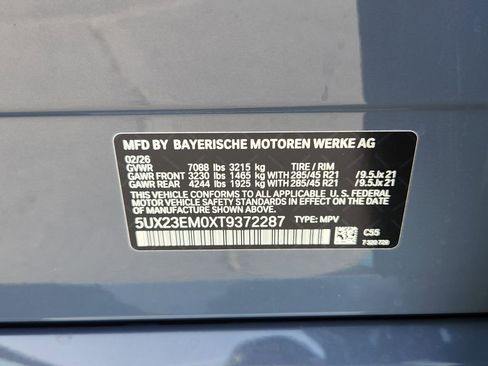 MFD BY BAYERISCHE MOTOREN WERKE AG
02/26
GVWR 7088 lbs 3215 kg TIRE / RIM
GAWR FRONT 3230 lbs 1465 kg WITH 285/45 R21 /9.5Jx21
GAWR REAR 4244 lbs 1925 kg WITH 285/45 R21 /9.5Jx21
THIS VEHICLE CONFORMS TO ALL APPLICABLE U.S. FEDERAL
MOTOR VEHICLE SAFETY STANDARDS IN EFFECT ON THE
DATE OF MANUFACTURE SHOWN ABOVE.
5UX23EM0XT9372287 TYPE: MPV
C55